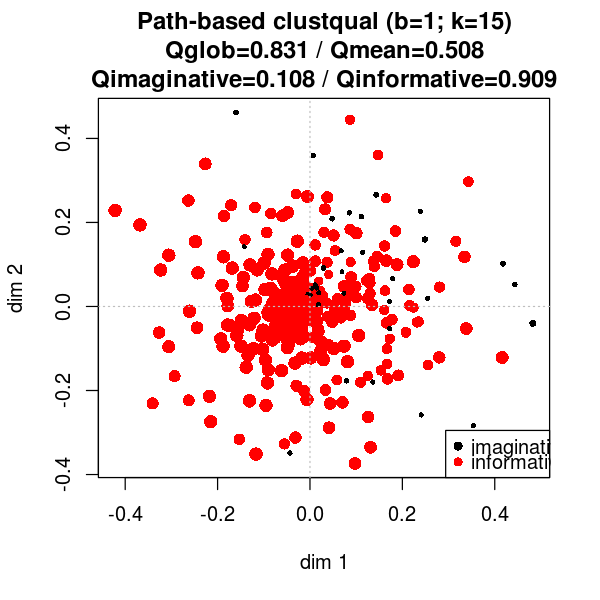 Path-based clustqual (b=1; k=15)
Qglob=0.831 / Qmean=0.508
Qimaginative=0.108 / Qinformative=0.909
0.4
0.2
0.0
-0.2
-0.4
dim 2
imaginati
informati
-0.4 -0.2 0.0 0.2 0.4
dim 1